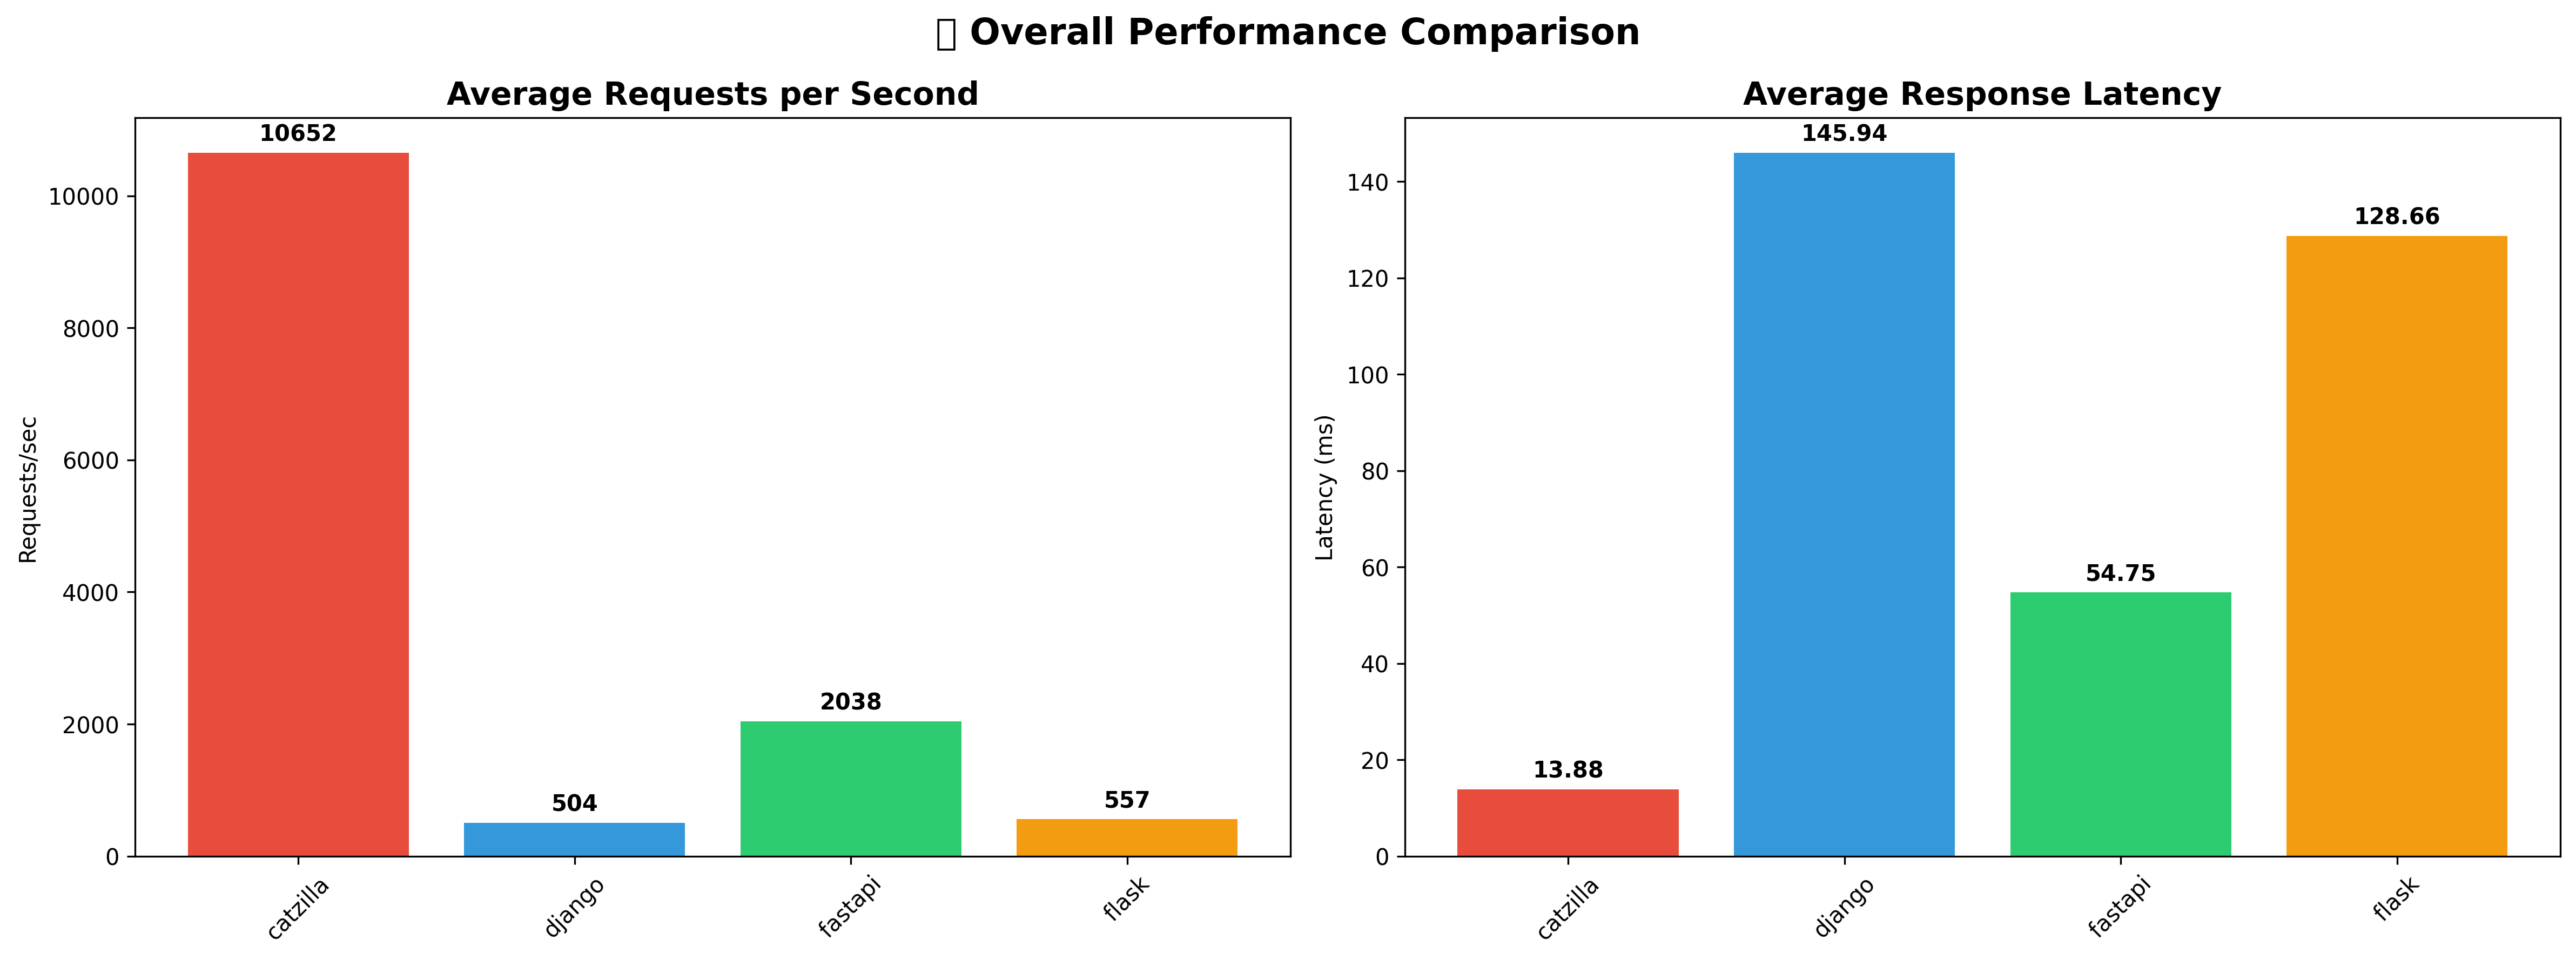 Overall Performance Comparison
Average Requests per Second
Requests/sec
10000
8000
6000
4000
2000
0
10652
504
2038
557
catzilla
django
fastapi
flask
Average Response Latency
Latency (ms)
140
120
100
80
60
40
20
0
13.88
145.94
54.75
128.66
catzilla
django
fastapi
flask